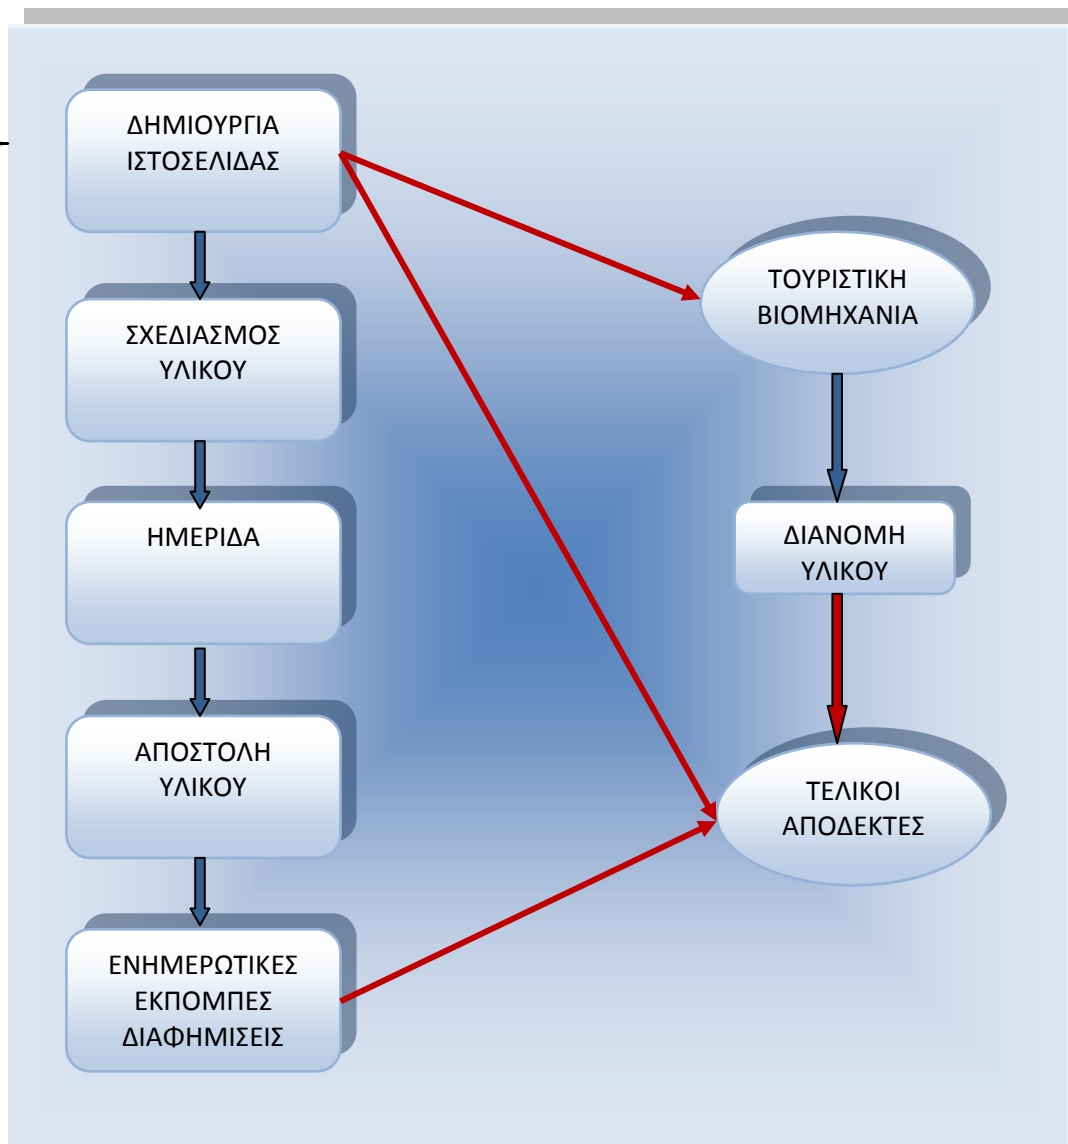 ΔΗΜΙΟΥΡΓΙΑ
ΙΣΤΟΣΕΛΙΔΑΣ
ΣΧΕΔΙΑΣΜΟΣ
ΥΛΙΚΟΥ
ΗΜΕΡΙΔΑ
ΑΠΟΣΤΟΛΗ
ΥΛΙΚΟΥ
ΕΝΗΜΕΡΩΤΙΚΕΣ
ΕΚΠΟΜΠΕΣ
ΔΙΑΦΗΜΙΣΕΙΣ
ΤΟΥΡΙΣΤΙΚΗ
ΒΙΟΜΗΧΑΝΙΑ
ΔΙΑΝΟΜΗ
ΥΛΙΚΟΥ
ΤΕΛΙΚΟΙ
ΑΠΟΔΕΚΤΕΣ